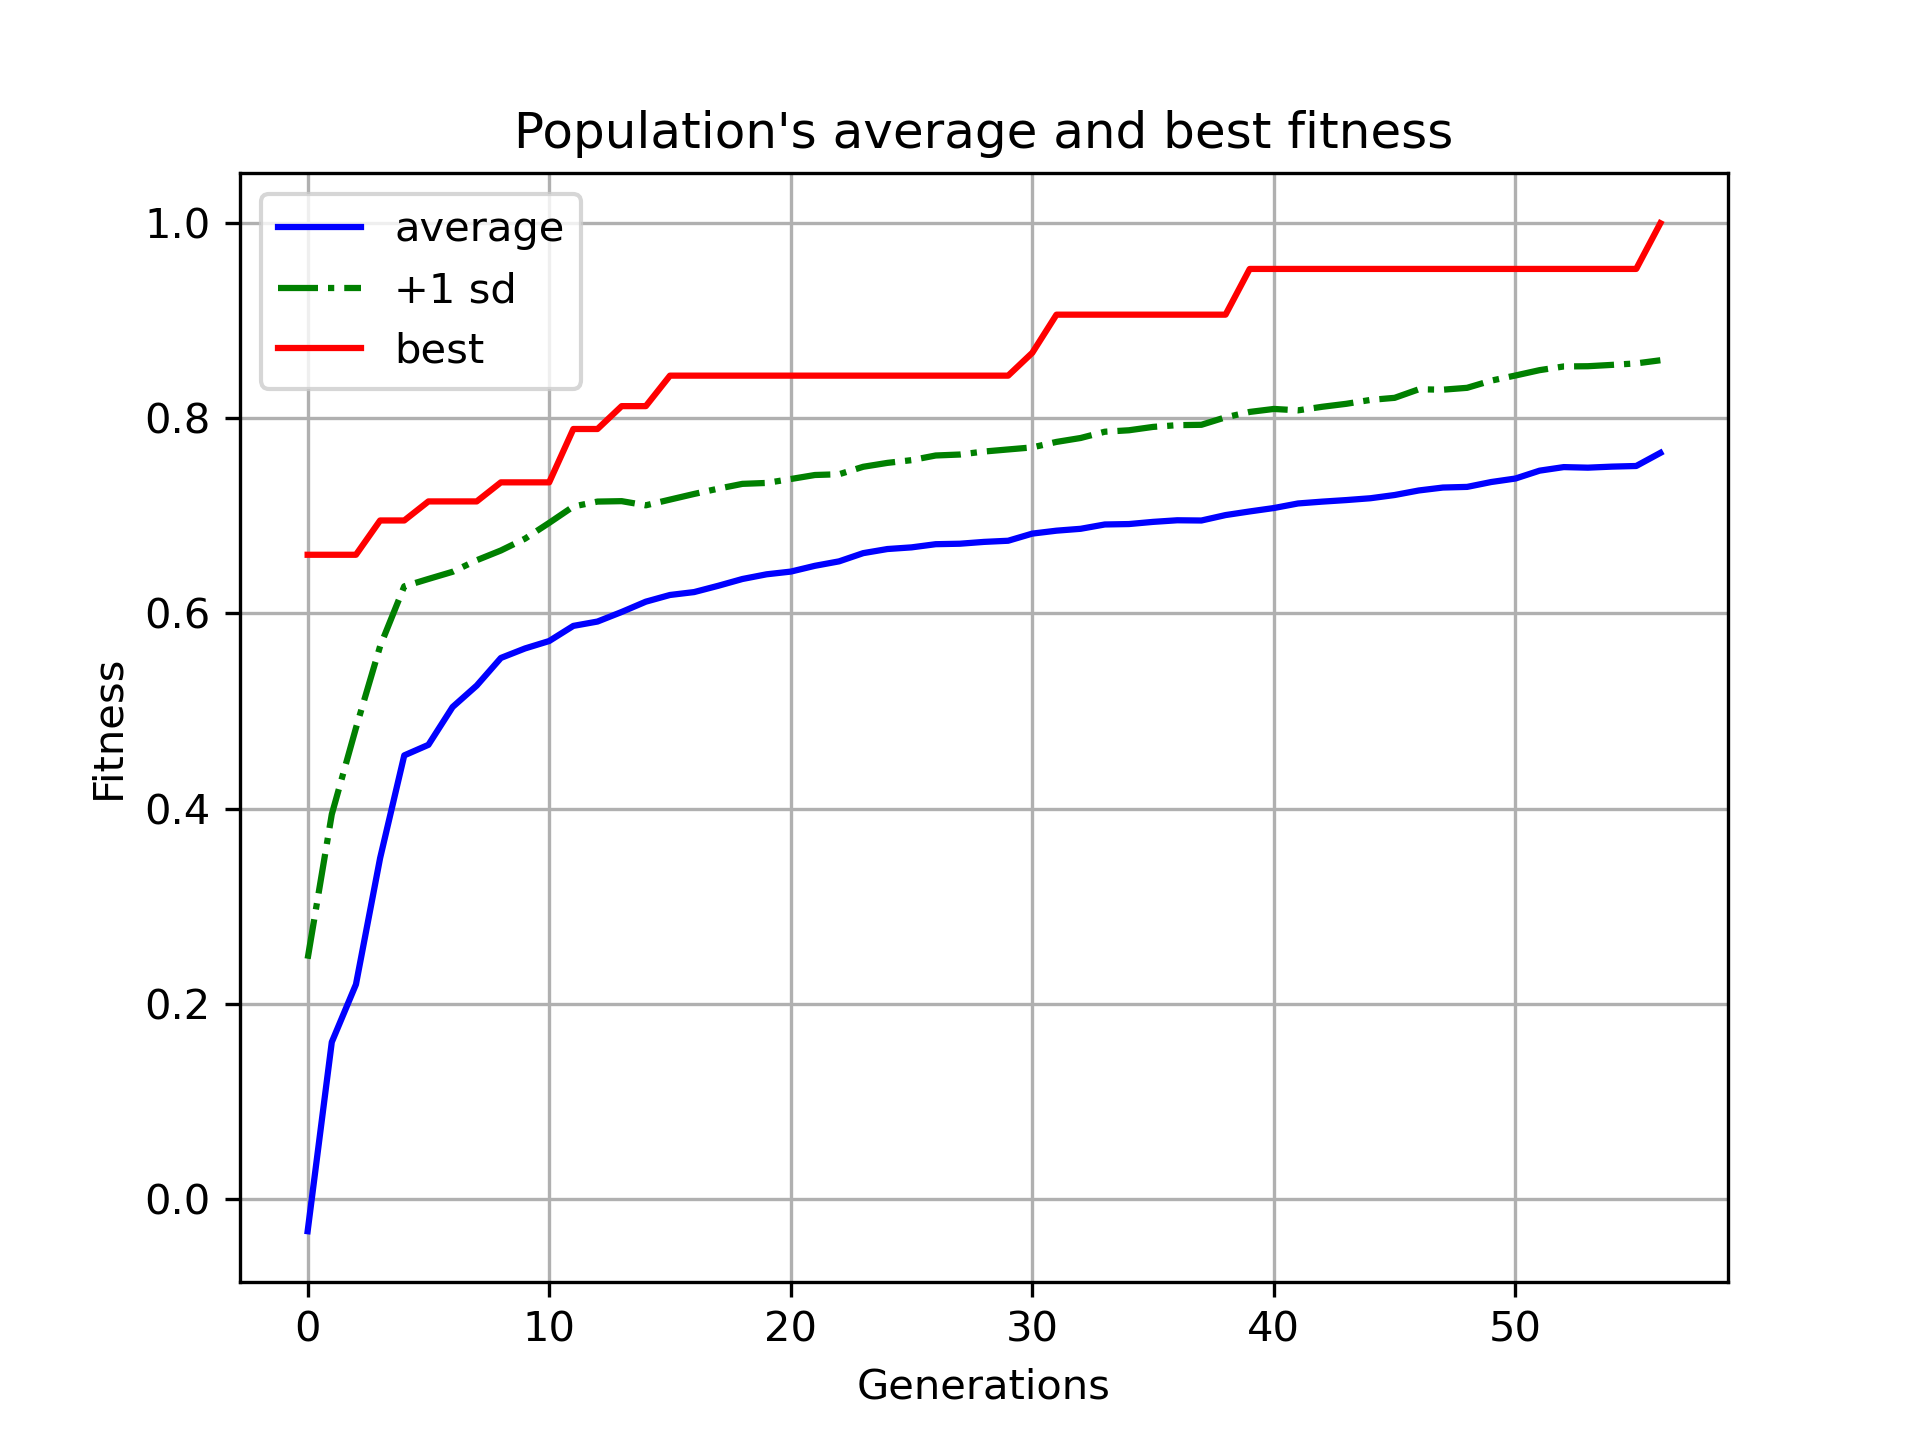 Population's average and best fitness
average
+1 sd
best
1.0
0.8
0.6
0.4
0.2
0.0
Fitness
0 10 20 30 40 50
Generations